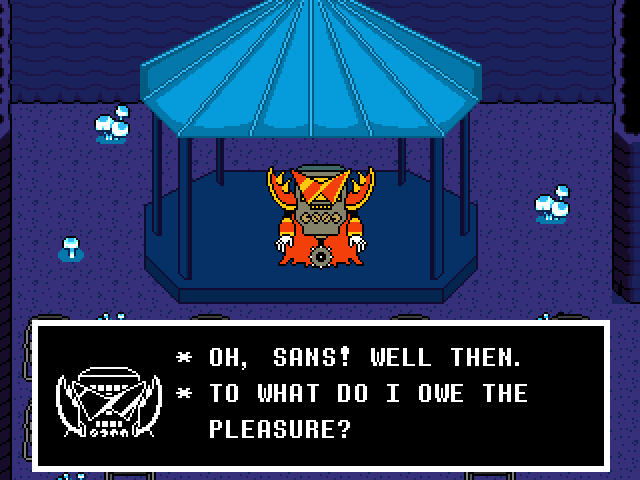 * OH, SANS! WELL THEN.
* TO WHAT DO I OWE THE
PLEASURE?